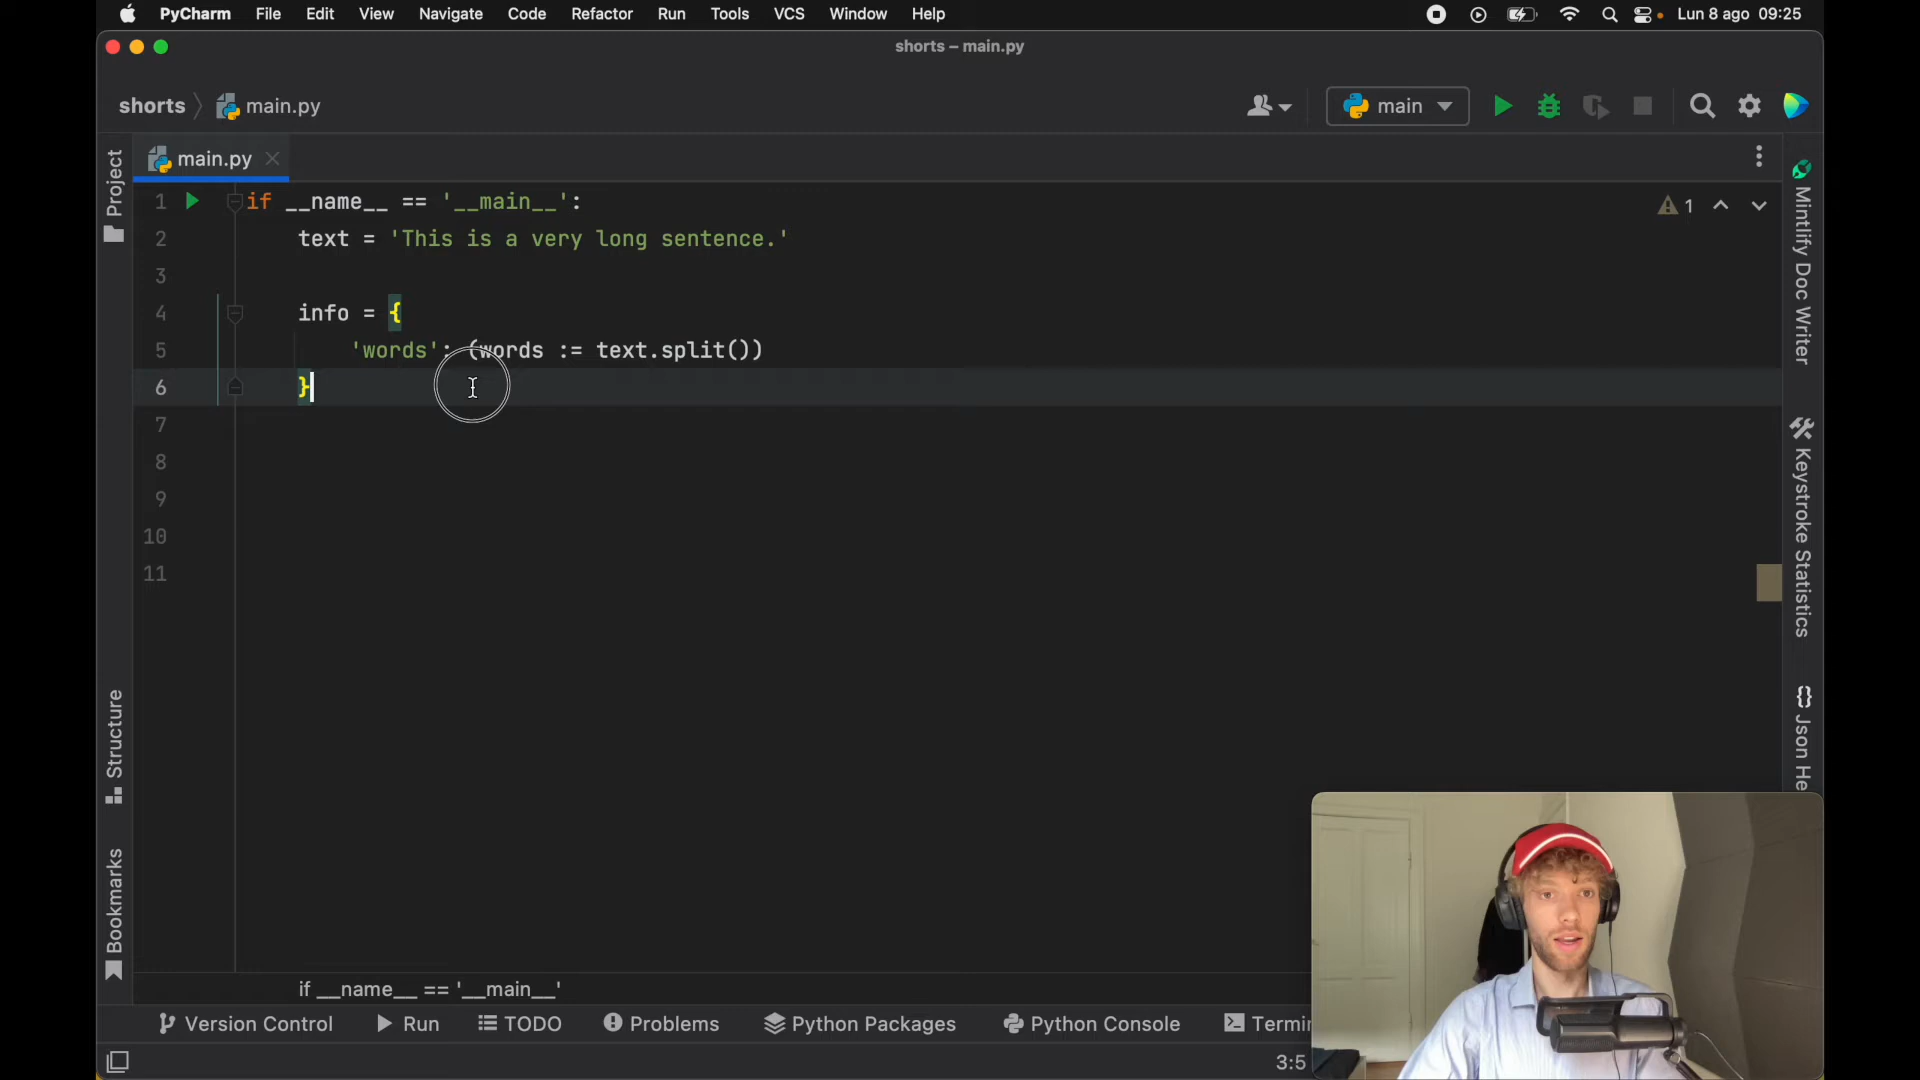 PyCharm File Edit View Navigate Code Refactor Run Tools VCS Window Help Lun 8 ago 09:25
shorts – main.py
shorts main.py main
main.py
Project
1 if __name__ == '__main__':
2 text = 'This is a very long sentence.'
3
4 info = {
5 'words': (words := text.split())
6 }
7
8
9
10
11
1
Mintlify Doc Writer
Keystroke Statistics
{} Json He
Structure
Bookmarks
if __name__ == '__main__'
Version Control Run TODO Problems Python Packages Python Console Termin
3:5